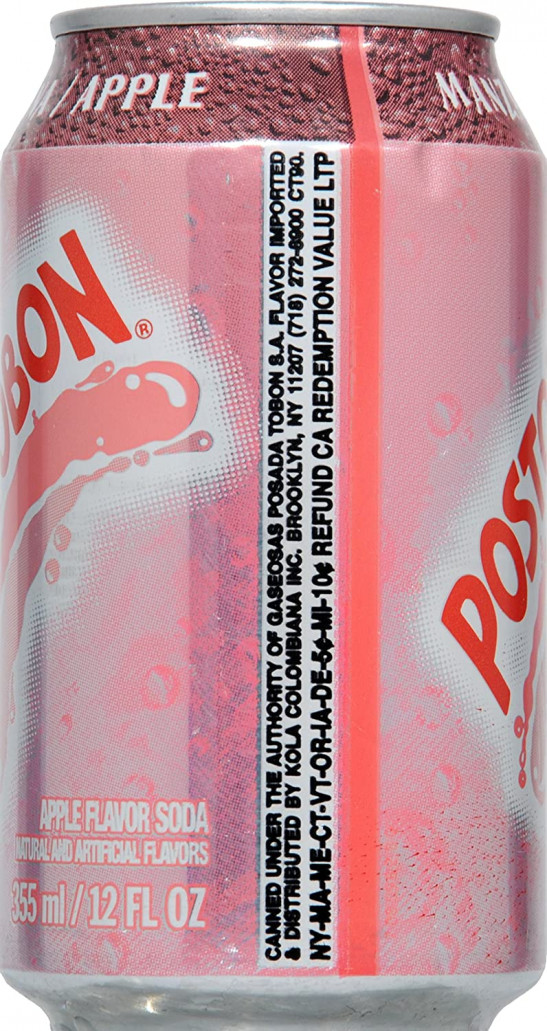 / APPLE
BON®
POST
CANNED UNDER THE AUTHORITY OF GASEOSAS POSADA TOBON S.A. FLAVOR IMPORTED
& DISTRIBUTED BY KOLA COLOMBIANA INC. BROOKLYN, NY 11207 (718) 272-6900 CT90.
NY-MA-ME-CT-VT-OR-IA-DE-5¢-MI-10¢ REFUND CA REDEMPTION VALUE LTP
APPLE FLAVOR SODA
NATURAL AND ARTIFICIAL FLAVORS
355 ml / 12 FL OZ